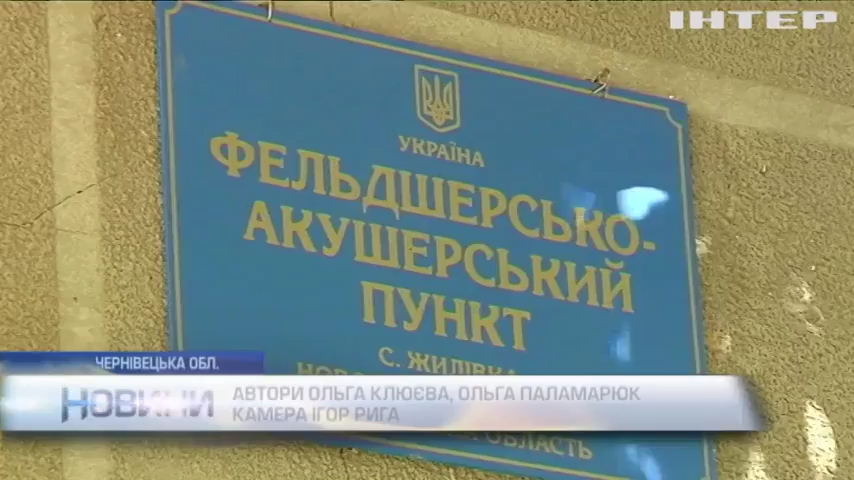 ІНТЕР
УКРАЇНА
ФЕЛЬДШЕРСЬКО-
АКУШЕРСЬКИЙ
ПУНКТ
С. ЖИЛІВКА
ЧЕРНІВЕЦЬКА ОБЛ.
НОВИНИ
АВТОРИ ОЛЬГА КЛЮЄВА, ОЛЬГА ПАЛАМАРЮК
КАМЕРА ІГОР РИГА
ОБЛАСТЬ